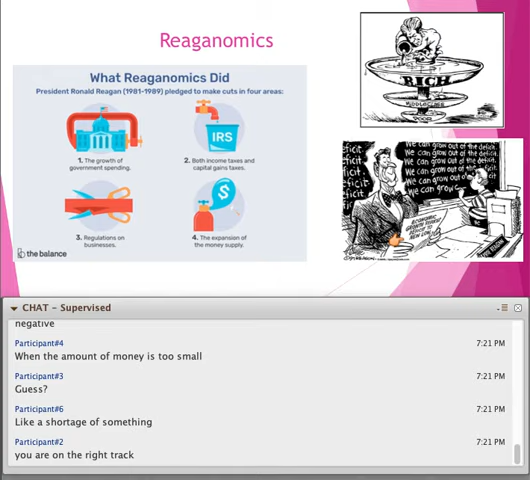 Reaganomics
What Reaganomics Did
President Ronald Reagan (1981-1989) pledged to make cuts in four areas:
1. The growth of
government spending.
IRS
2. Both income taxes and
capital gains taxes.
3. Regulations on
businesses.
$
4. The expansion of
the money supply.
the balance
RICH
MIDDLE CLASS
POOR
ficit. We can grow out of the deficit.
We can grow out of the deficit.
We can grow out of the deficit.
We can grow out of the
We can grow
ECONOMIC
GROWTH
CHAT – Supervised
negative
Participant#4 7:21 PM
When the amount of money is too small
Participant#3 7:21 PM
Guess?
Participant#6 7:21 PM
Like a shortage of something
Participant#2 7:21 PM
you are on the right track